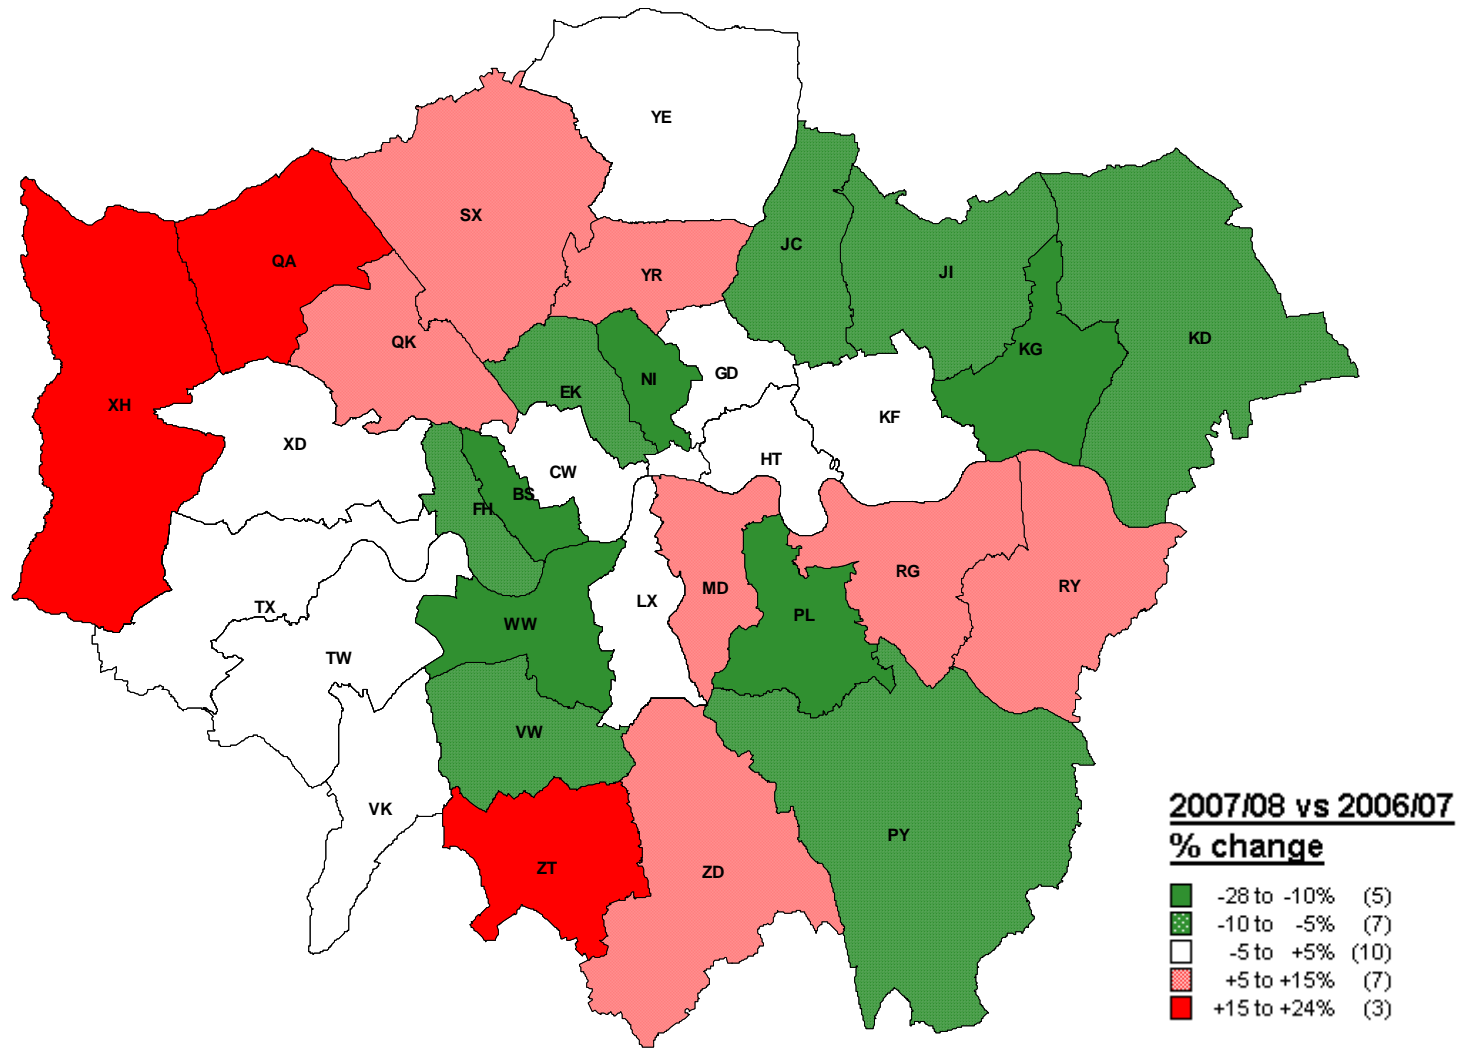 YE
SX
JC
QA
YR
JI
KD
QK
KG
NI
GD
EK
XH
KF
XD
HT
CW
BS
FH
RG
RY
MD
LX
TX
PL
WW
TW
VW
VK
PY
ZT
ZD
2007/08 vs 2006/07
% change
-28 to -10% (5)
-10 to -5% (7)
-5 to +5% (10)
+5 to +15% (7)
+15 to +24% (3)